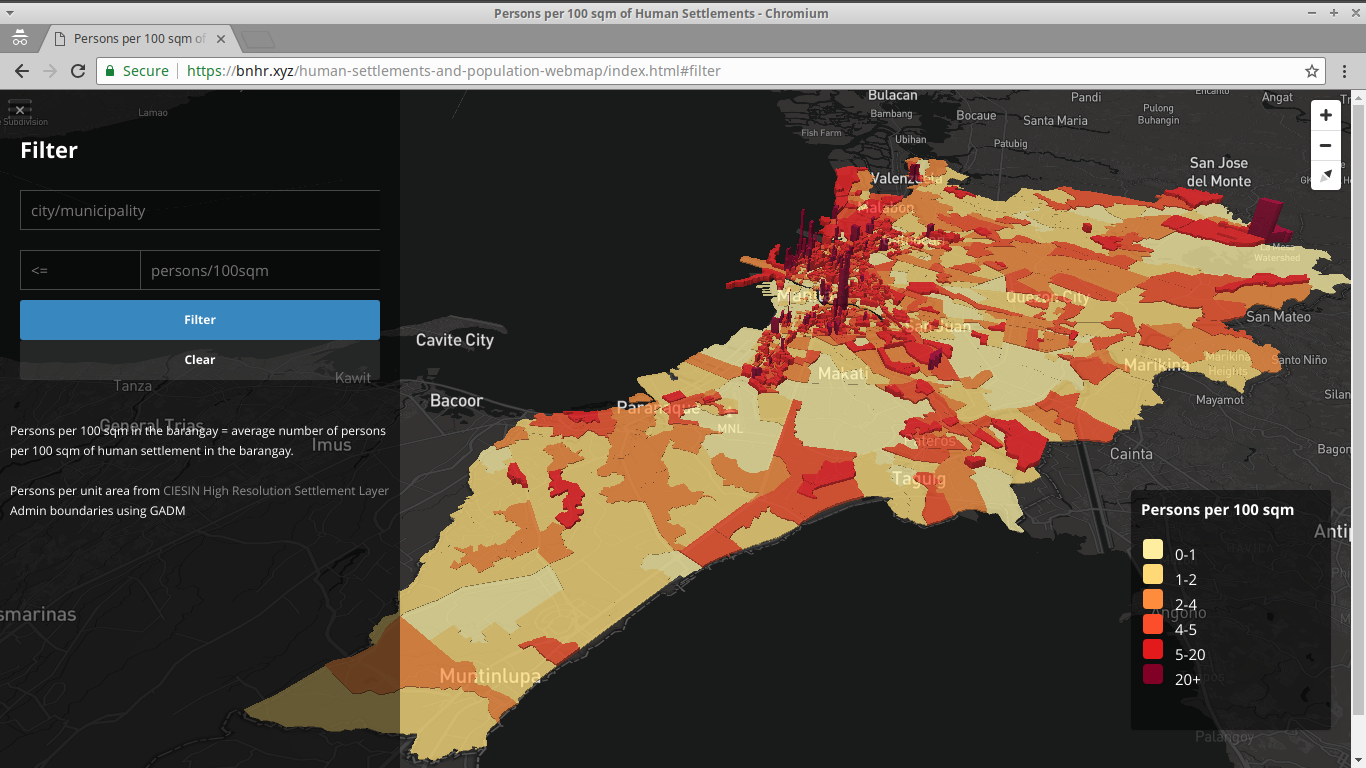 Persons per 100 sqm of Human Settlements - Chromium
Persons per 100 sqm of
Secure
https://bnhr.xyz/human-settlements-and-population-webmap/index.html#filter
Subdivision
Lamao
Filter
city/municipality
<=
persons/100sqm
Filter
Clear
Tanza
Kawit
General Trias
Imus
Persons per 100 sqm in the barangay = average number of persons
per 100 sqm of human settlement in the barangay.
Persons per unit area from CIESIN High Resolution Settlement Layer
Admin boundaries using GADM
smarinas
Bulacan
Bambang
Fish Farm
Ubihan
Bocaue
Pandi
Santa Maria
Patubig
Pulong
Buhangin
Encanto
Angat
San Jose
del Monte
Valenzuela
Malabon
La Mesa
Watershed
Manila
Quezon City
San Juan
San Mateo
Cavite City
Makati
Marikina
Marikina
Heights
Santo Niño
Mayamot
Silan
Bacoor
Parañaque
MNL
Pateros
Cainta
Bagon
Taguig
Muntinlupa
Antip
Persons per 100 sqm
0-1
1-2
2-4
4-5
5-20
20+
Angono
Palangoy